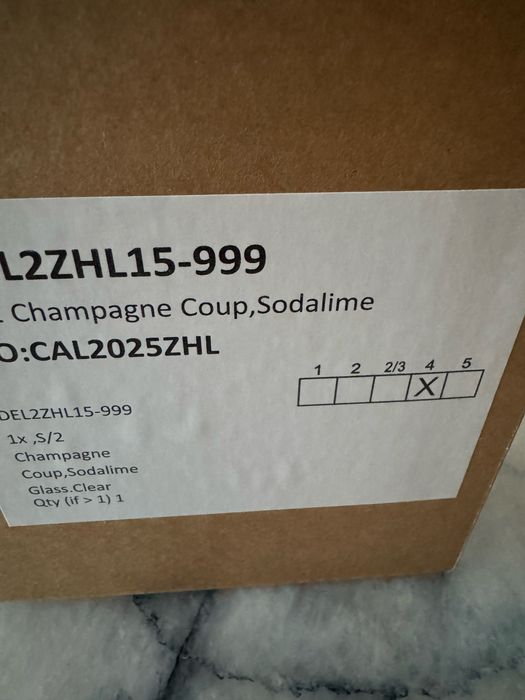 L2ZHL15-999
Champagne Coup,Sodalime
O:CAL2025ZHL
1 2 2/3 4 5
X
DEL2ZHL15-999
1x ,S/2
Champagne
Coup,Sodalime
Glass.Clear
Qty (if > 1) 1